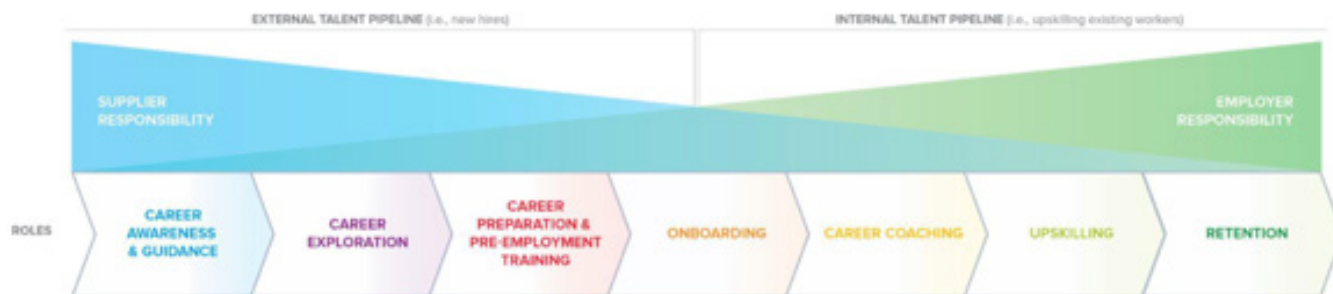 EXTERNAL TALENT PIPELINE (i.e., new hires)
INTERNAL TALENT PIPELINE (i.e., upskilling existing workers)
SUPPLIER
RESPONSIBILITY
EMPLOYER
RESPONSIBILITY
ROLES
CAREER
AWARENESS
& GUIDANCE
CAREER
EXPLORATION
CAREER
PREPARATION &
PRE-EMPLOYMENT
TRAINING
ONBOARDING
CAREER COACHING
UPSKILLING
RETENTION